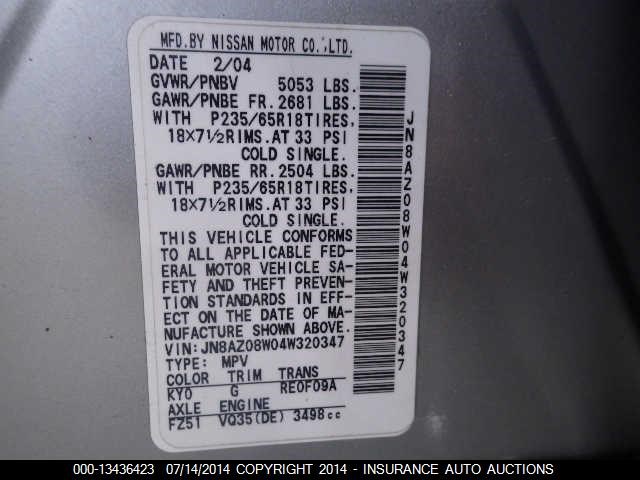 MFD.BY NISSAN MOTOR CO.,LTD.
DATE 2/04
GVWR/PNBV 5053 LBS.
GAWR/PNBE FR.2681 LBS.
WITH P235/65R18TIRES,
18X7½RIMS.AT 33 PSI
COLD SINGLE.
GAWR/PNBE RR.2504 LBS.
WITH P235/65R18TIRES,
18X7½RIMS.AT 33 PSI
COLD SINGLE.
THIS VEHICLE CONFORMS
TO ALL APPLICABLE FED-
ERAL MOTOR VEHICLE SA-
FETY AND THEFT PREVEN-
TION STANDARDS IN EFF-
ECT ON THE DATE OF MA-
NUFACTURE SHOWN ABOVE.
VIN:JN8AZ08W04W320347
TYPE: MPV
COLOR TRIM TRANS
KY0 G RE0F09A
AXLE ENGINE
FZ51 VQ35(DE) 3498cc
JN8AZ08W04W320347
000-13436423 07/14/2014 COPYRIGHT 2014 - INSURANCE AUTO AUCTIONS